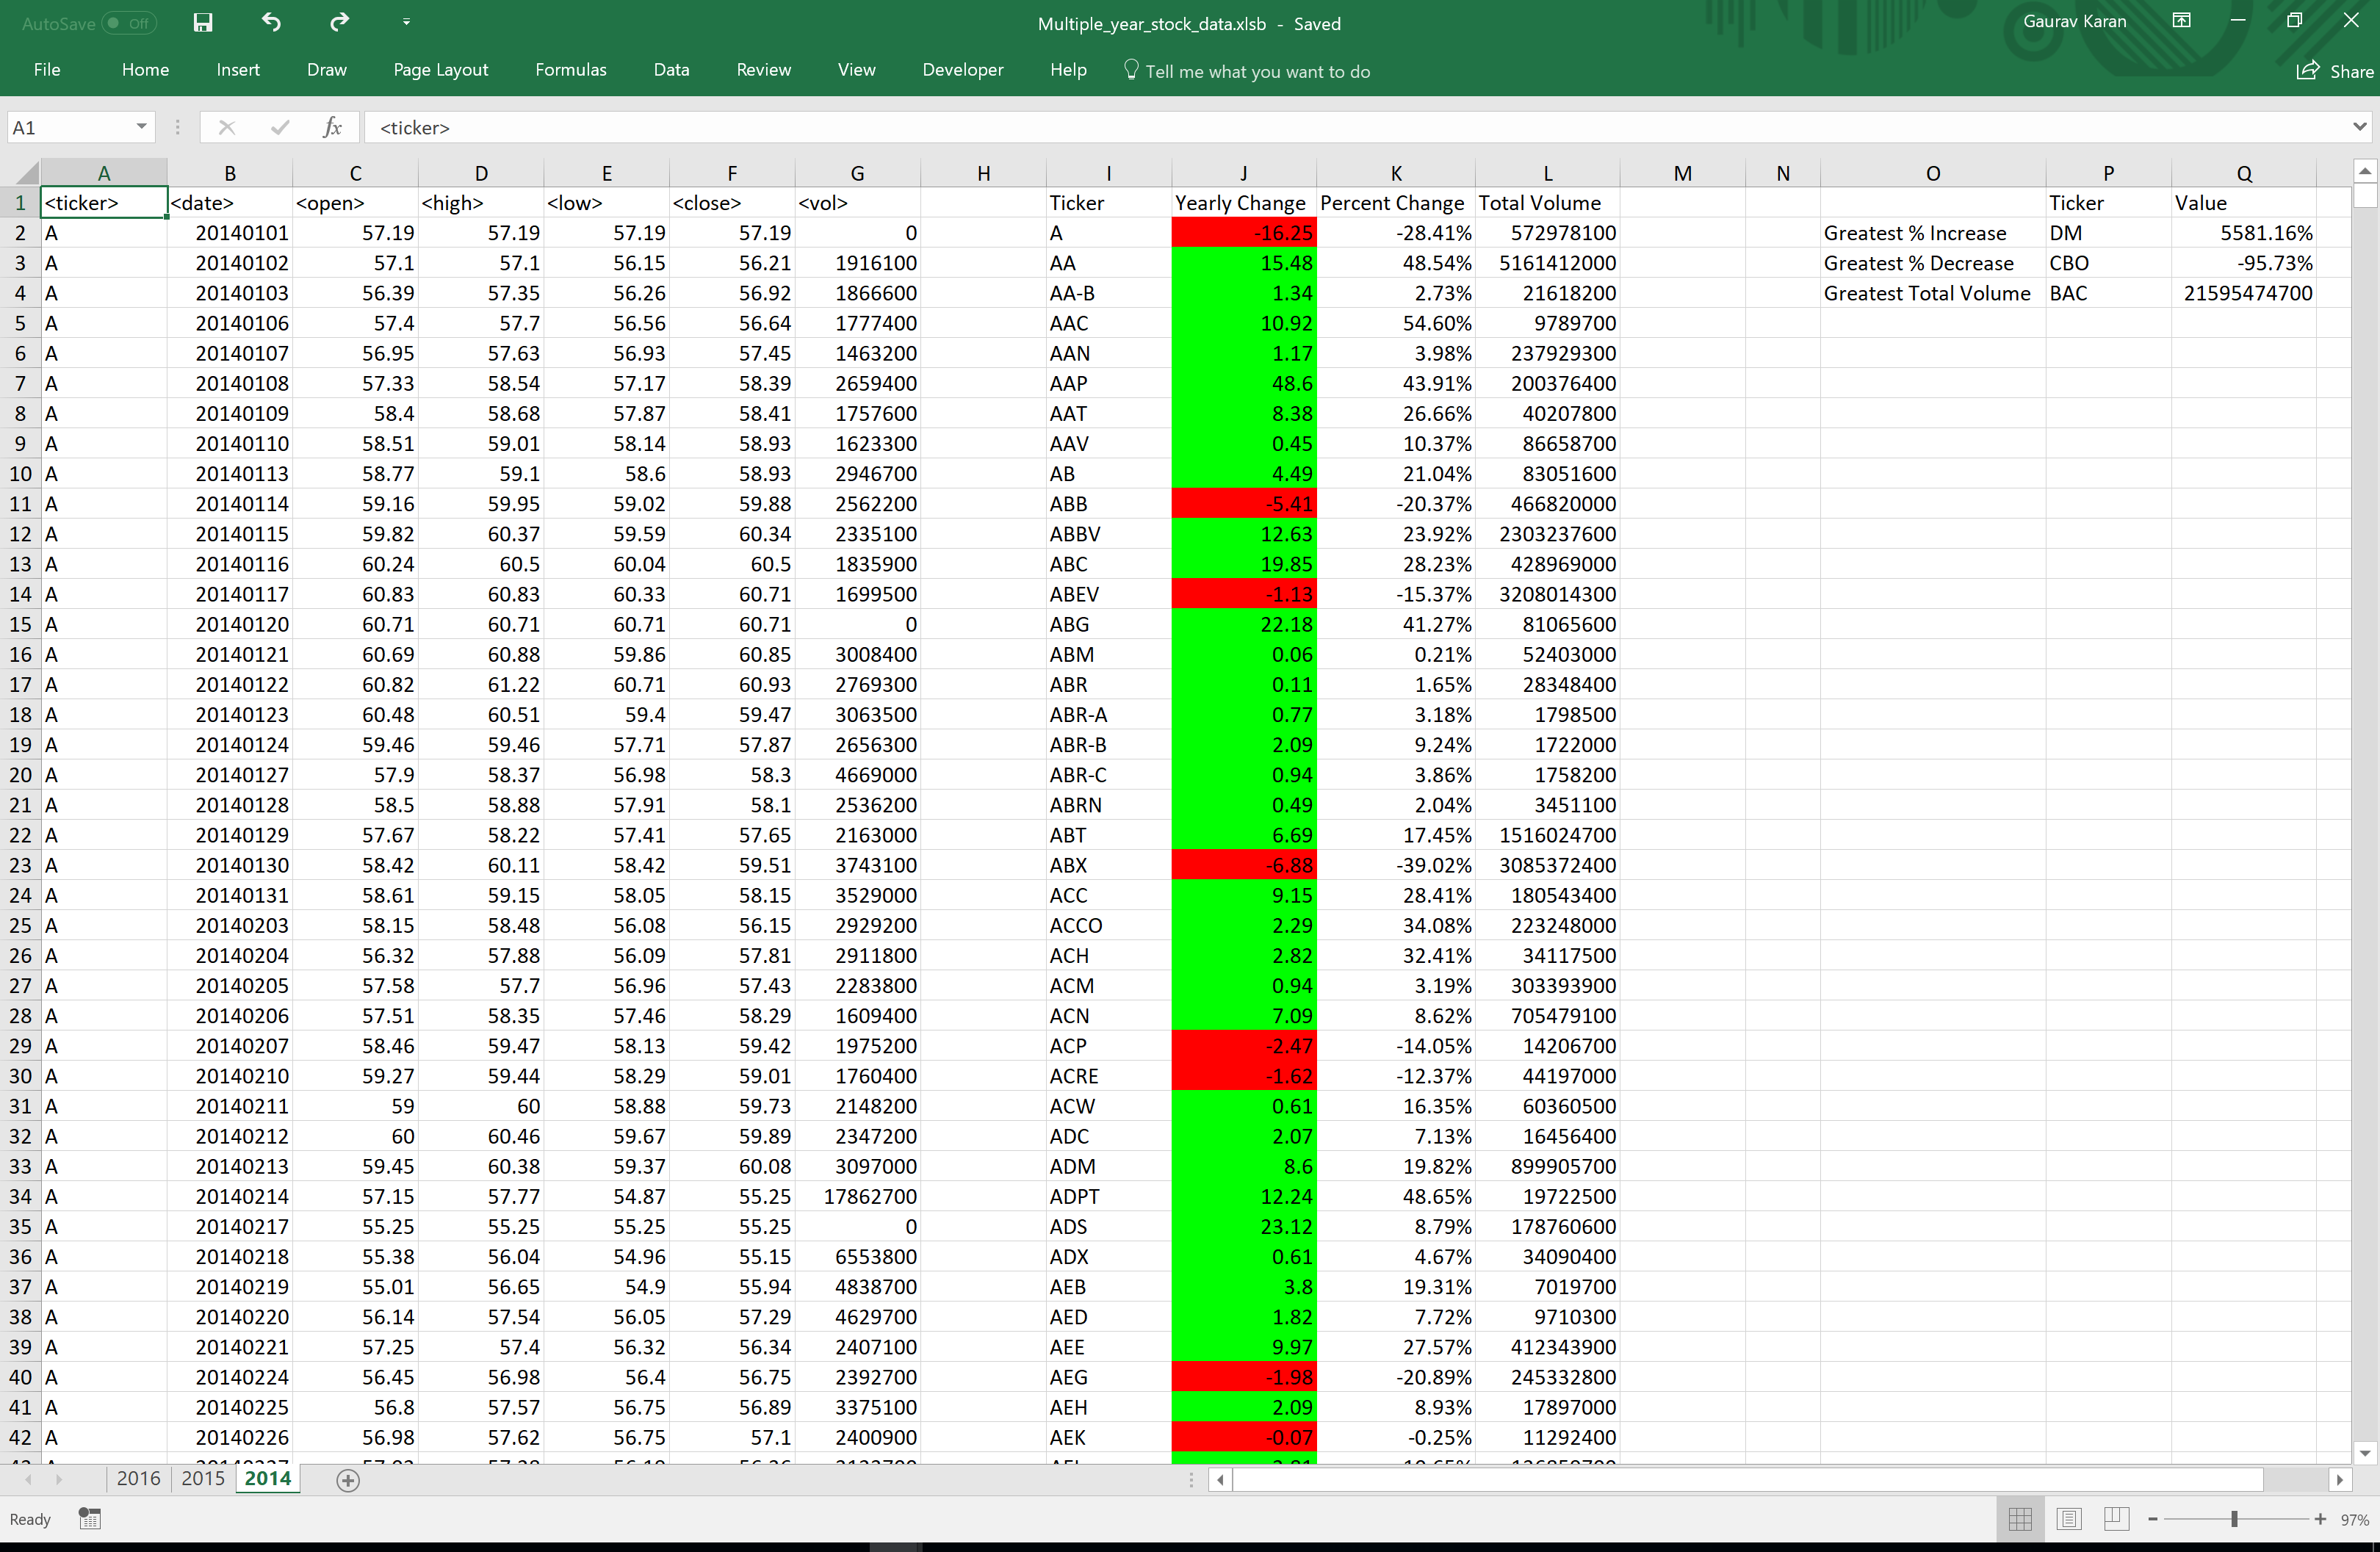 AutoSave Off Multiple_year_stock_data.xlsb - Saved Gaurav Karan
File Home Insert Draw Page Layout Formulas Data Review View Developer Help Tell me what you want to do Share
A1 fx <ticker>
A B C D E F G H I J K L M N O P Q
1 <ticker> <date> <open> <high> <low> <close> <vol> Ticker Yearly Change Percent Change Total Volume Ticker Value
2 A 20140101 57.19 57.19 57.19 57.19 0 A -16.25 -28.41% 572978100 Greatest % Increase DM 5581.16%
3 A 20140102 57.1 57.1 56.15 56.21 1916100 AA 15.48 48.54% 5161412000 Greatest % Decrease CBO -95.73%
4 A 20140103 56.39 57.35 56.26 56.92 1866600 AA-B 1.34 2.73% 21618200 Greatest Total Volume BAC 21595474700
5 A 20140106 57.4 57.7 56.56 56.64 1777400 AAC 10.92 54.60% 9789700
6 A 20140107 56.95 57.63 56.93 57.45 1463200 AAN 1.17 3.98% 237929300
7 A 20140108 57.33 58.54 57.17 58.39 2659400 AAP 48.6 43.91% 200376400
8 A 20140109 58.4 58.68 57.87 58.41 1757600 AAT 8.38 26.66% 40207800
9 A 20140110 58.51 59.01 58.14 58.93 1623300 AAV 0.45 10.37% 86658700
10 A 20140113 58.77 59.1 58.6 58.93 2946700 AB 4.49 21.04% 83051600
11 A 20140114 59.16 59.95 59.02 59.88 2562200 ABB -5.41 -20.37% 466820000
12 A 20140115 59.82 60.37 59.59 60.34 2335100 ABBV 12.63 23.92% 2303237600
13 A 20140116 60.24 60.5 60.04 60.5 1835900 ABC 19.85 28.23% 428969000
14 A 20140117 60.83 60.83 60.33 60.71 1699500 ABEV -1.13 -15.37% 3208014300
15 A 20140120 60.71 60.71 60.71 60.71 0 ABG 22.18 41.27% 81065600
16 A 20140121 60.69 60.88 59.86 60.85 3008400 ABM 0.06 0.21% 52403000
17 A 20140122 60.82 61.22 60.71 60.93 2769300 ABR 0.11 1.65% 28348400
18 A 20140123 60.48 60.51 59.4 59.47 3063500 ABR-A 0.77 3.18% 1798500
19 A 20140124 59.46 59.46 57.71 57.87 2656300 ABR-B 2.09 9.24% 1722000
20 A 20140127 57.9 58.37 56.98 58.3 4669000 ABR-C 0.94 3.86% 1758200
21 A 20140128 58.5 58.88 57.91 58.1 2536200 ABRN 0.49 2.04% 3451100
22 A 20140129 57.67 58.22 57.41 57.65 2163000 ABT 6.69 17.45% 1516024700
23 A 20140130 58.42 60.11 58.42 59.51 3743100 ABX -6.88 -39.02% 3085372400
24 A 20140131 58.61 59.15 58.05 58.15 3529000 ACC 9.15 28.41% 180543400
25 A 20140203 58.15 58.48 56.08 56.15 2929200 ACCO 2.29 34.08% 223248000
26 A 20140204 56.32 57.88 56.09 57.81 2911800 ACH 2.82 32.41% 34117500
27 A 20140205 57.58 57.7 56.96 57.43 2283800 ACM 0.94 3.19% 303393900
28 A 20140206 57.51 58.35 57.46 58.29 1609400 ACN 7.09 8.62% 705479100
29 A 20140207 58.46 59.47 58.13 59.42 1975200 ACP -2.47 -14.05% 14206700
30 A 20140210 59.27 59.44 58.29 59.01 1760400 ACRE -1.62 -12.37% 44197000
31 A 20140211 59 60 58.88 59.73 2148200 ACW 0.61 16.35% 60360500
32 A 20140212 60 60.46 59.67 59.89 2347200 ADC 2.07 7.13% 16456400
33 A 20140213 59.45 60.38 59.37 60.08 3097000 ADM 8.6 19.82% 899905700
34 A 20140214 57.15 57.77 54.87 55.25 17862700 ADPT 12.24 48.65% 19722500
35 A 20140217 55.25 55.25 55.25 55.25 0 ADS 23.12 8.79% 178760600
36 A 20140218 55.38 56.04 54.96 55.15 6553800 ADX 0.61 4.67% 34090400
37 A 20140219 55.01 56.65 54.9 55.94 4838700 AEB 3.8 19.31% 7019700
38 A 20140220 56.14 57.54 56.05 57.29 4629700 AED 1.82 7.72% 9710300
39 A 20140221 57.25 57.4 56.32 56.34 2407100 AEE 9.97 27.57% 412343900
40 A 20140224 56.45 56.98 56.4 56.75 2392700 AEG -1.98 -20.89% 245332800
41 A 20140225 56.8 57.57 56.75 56.89 3375100 AEH 2.09 8.93% 17897000
42 A 20140226 56.98 57.62 56.75 57.1 2400900 AEK -0.07 -0.25% 11292400
2016 2015 2014
Ready 97%